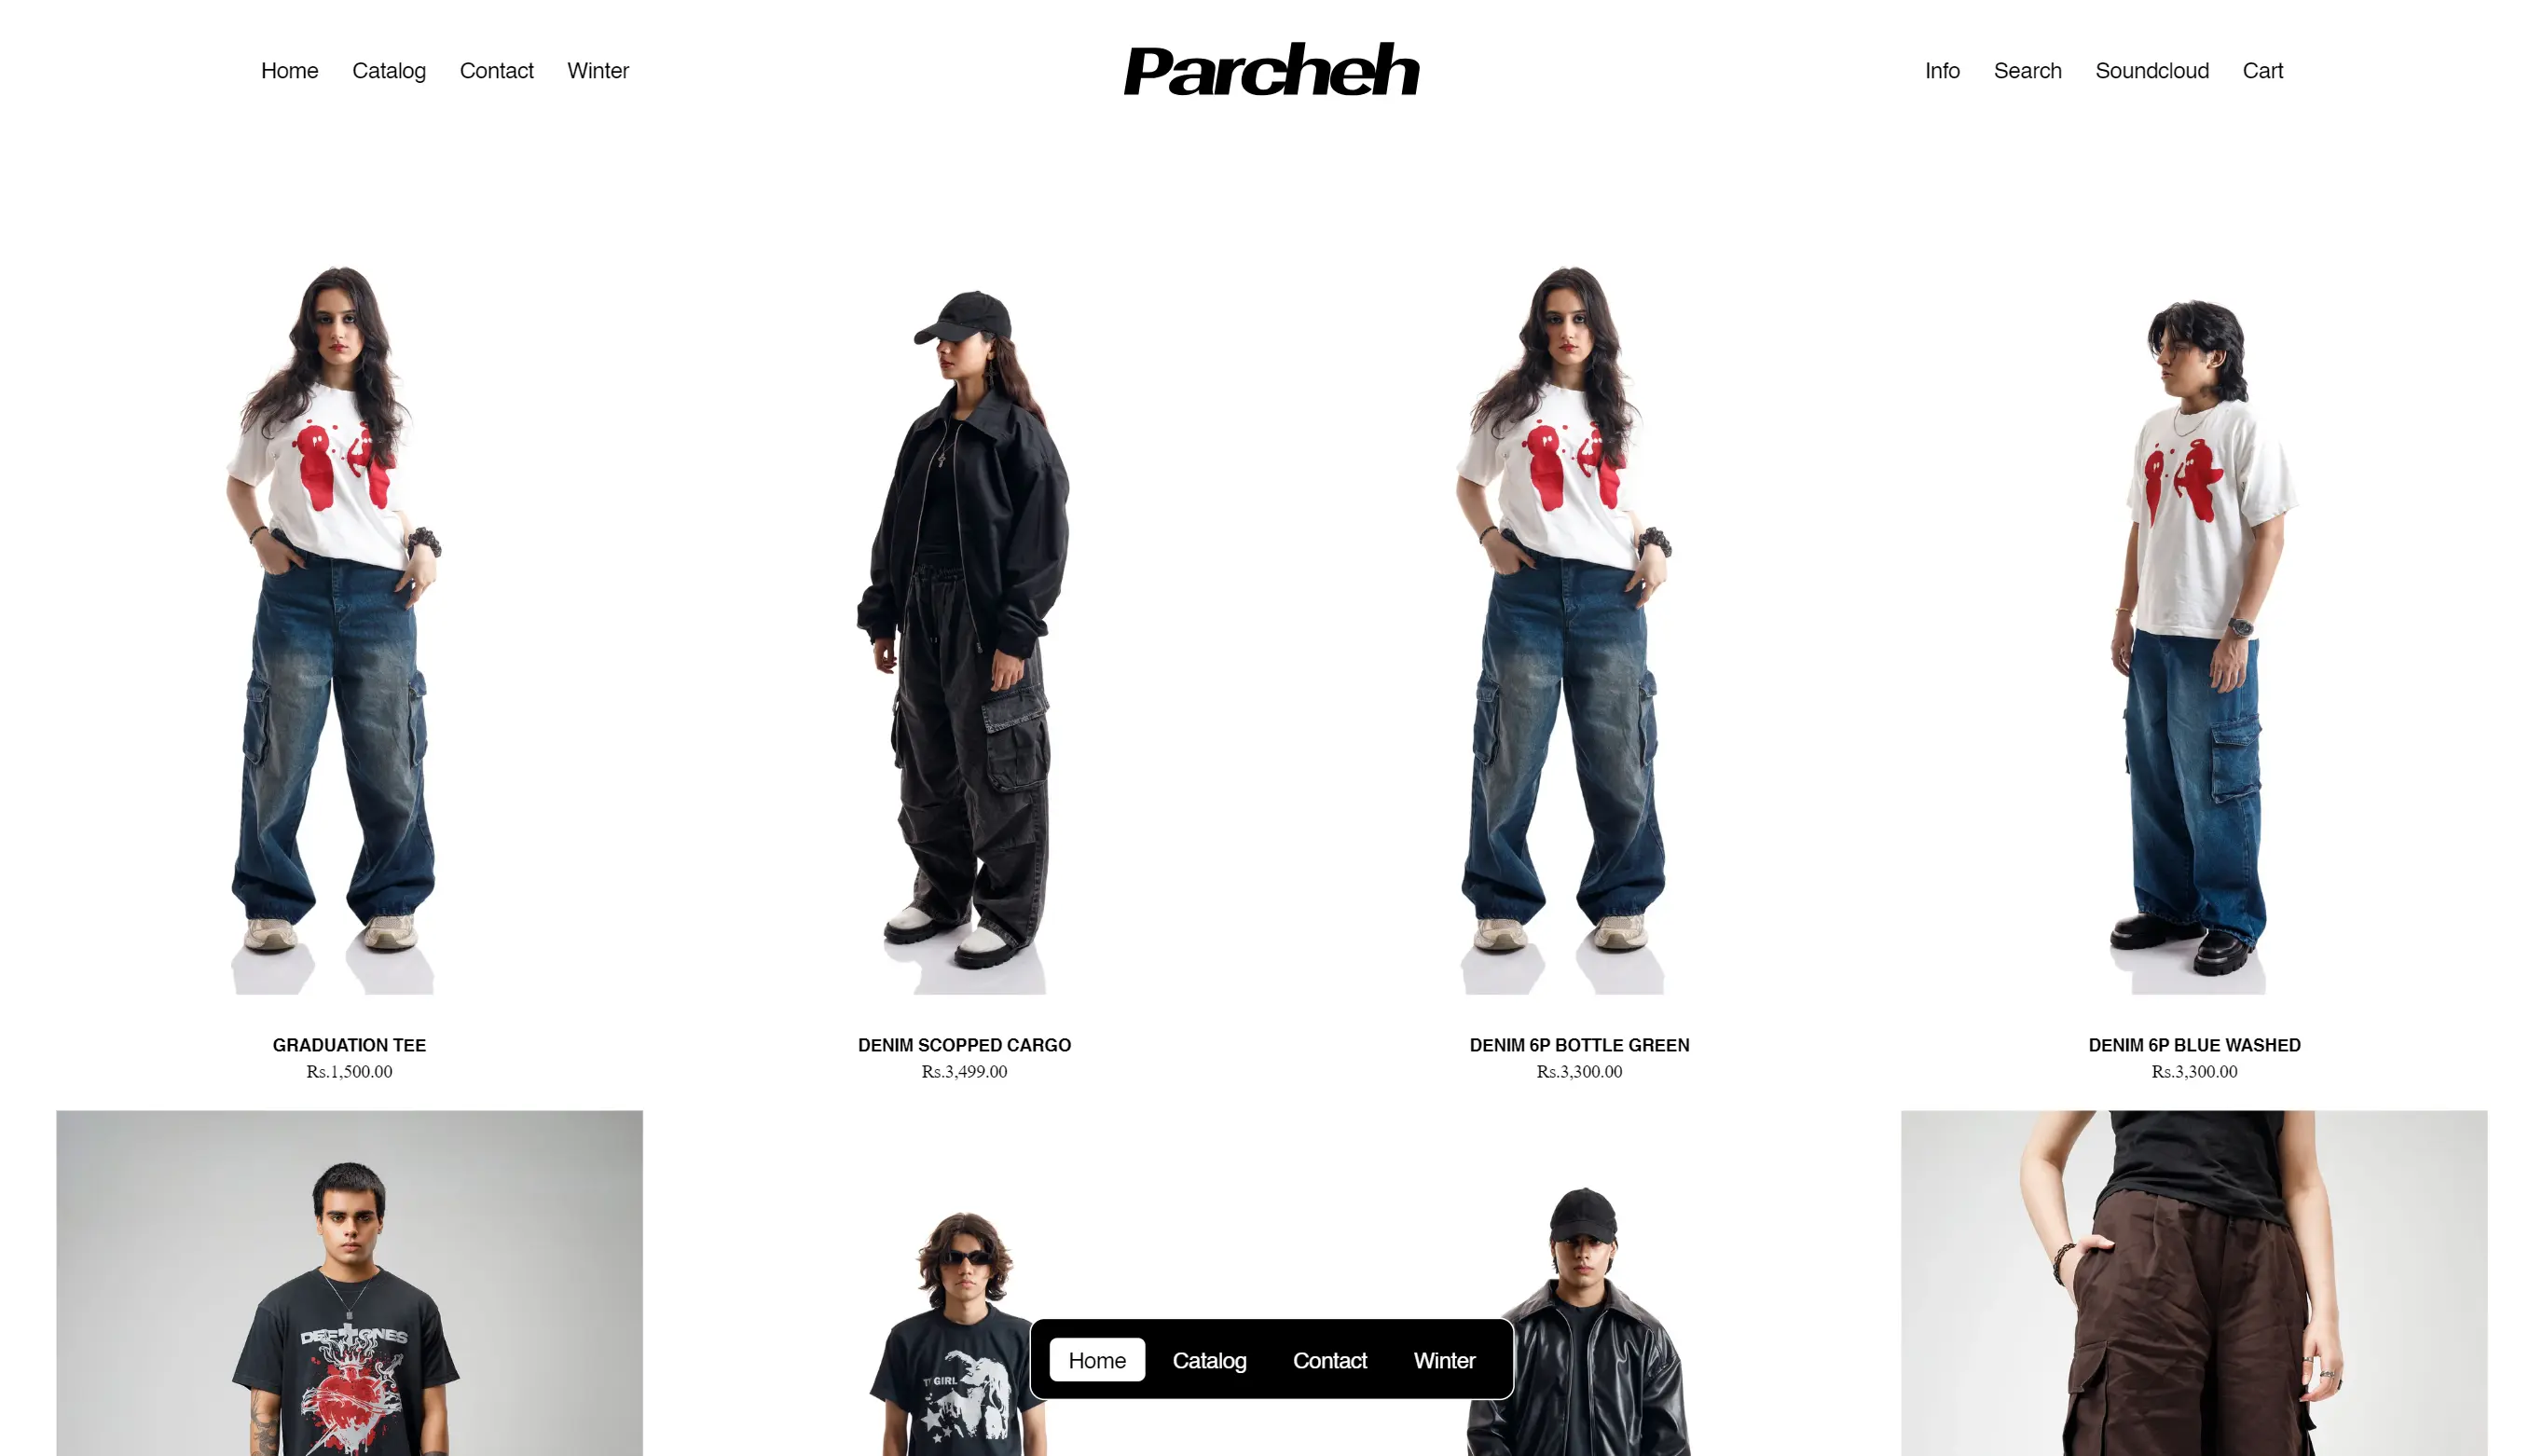 Home Catalog Contact Winter
Parcheh
Info Search Soundcloud Cart
GRADUATION TEE
Rs.1,500.00
DENIM SCOPPED CARGO
Rs.3,499.00
DENIM 6P BOTTLE GREEN
Rs.3,300.00
DENIM 6P BLUE WASHED
Rs.3,300.00
DEFTONES
GIRL
Home Catalog Contact Winter